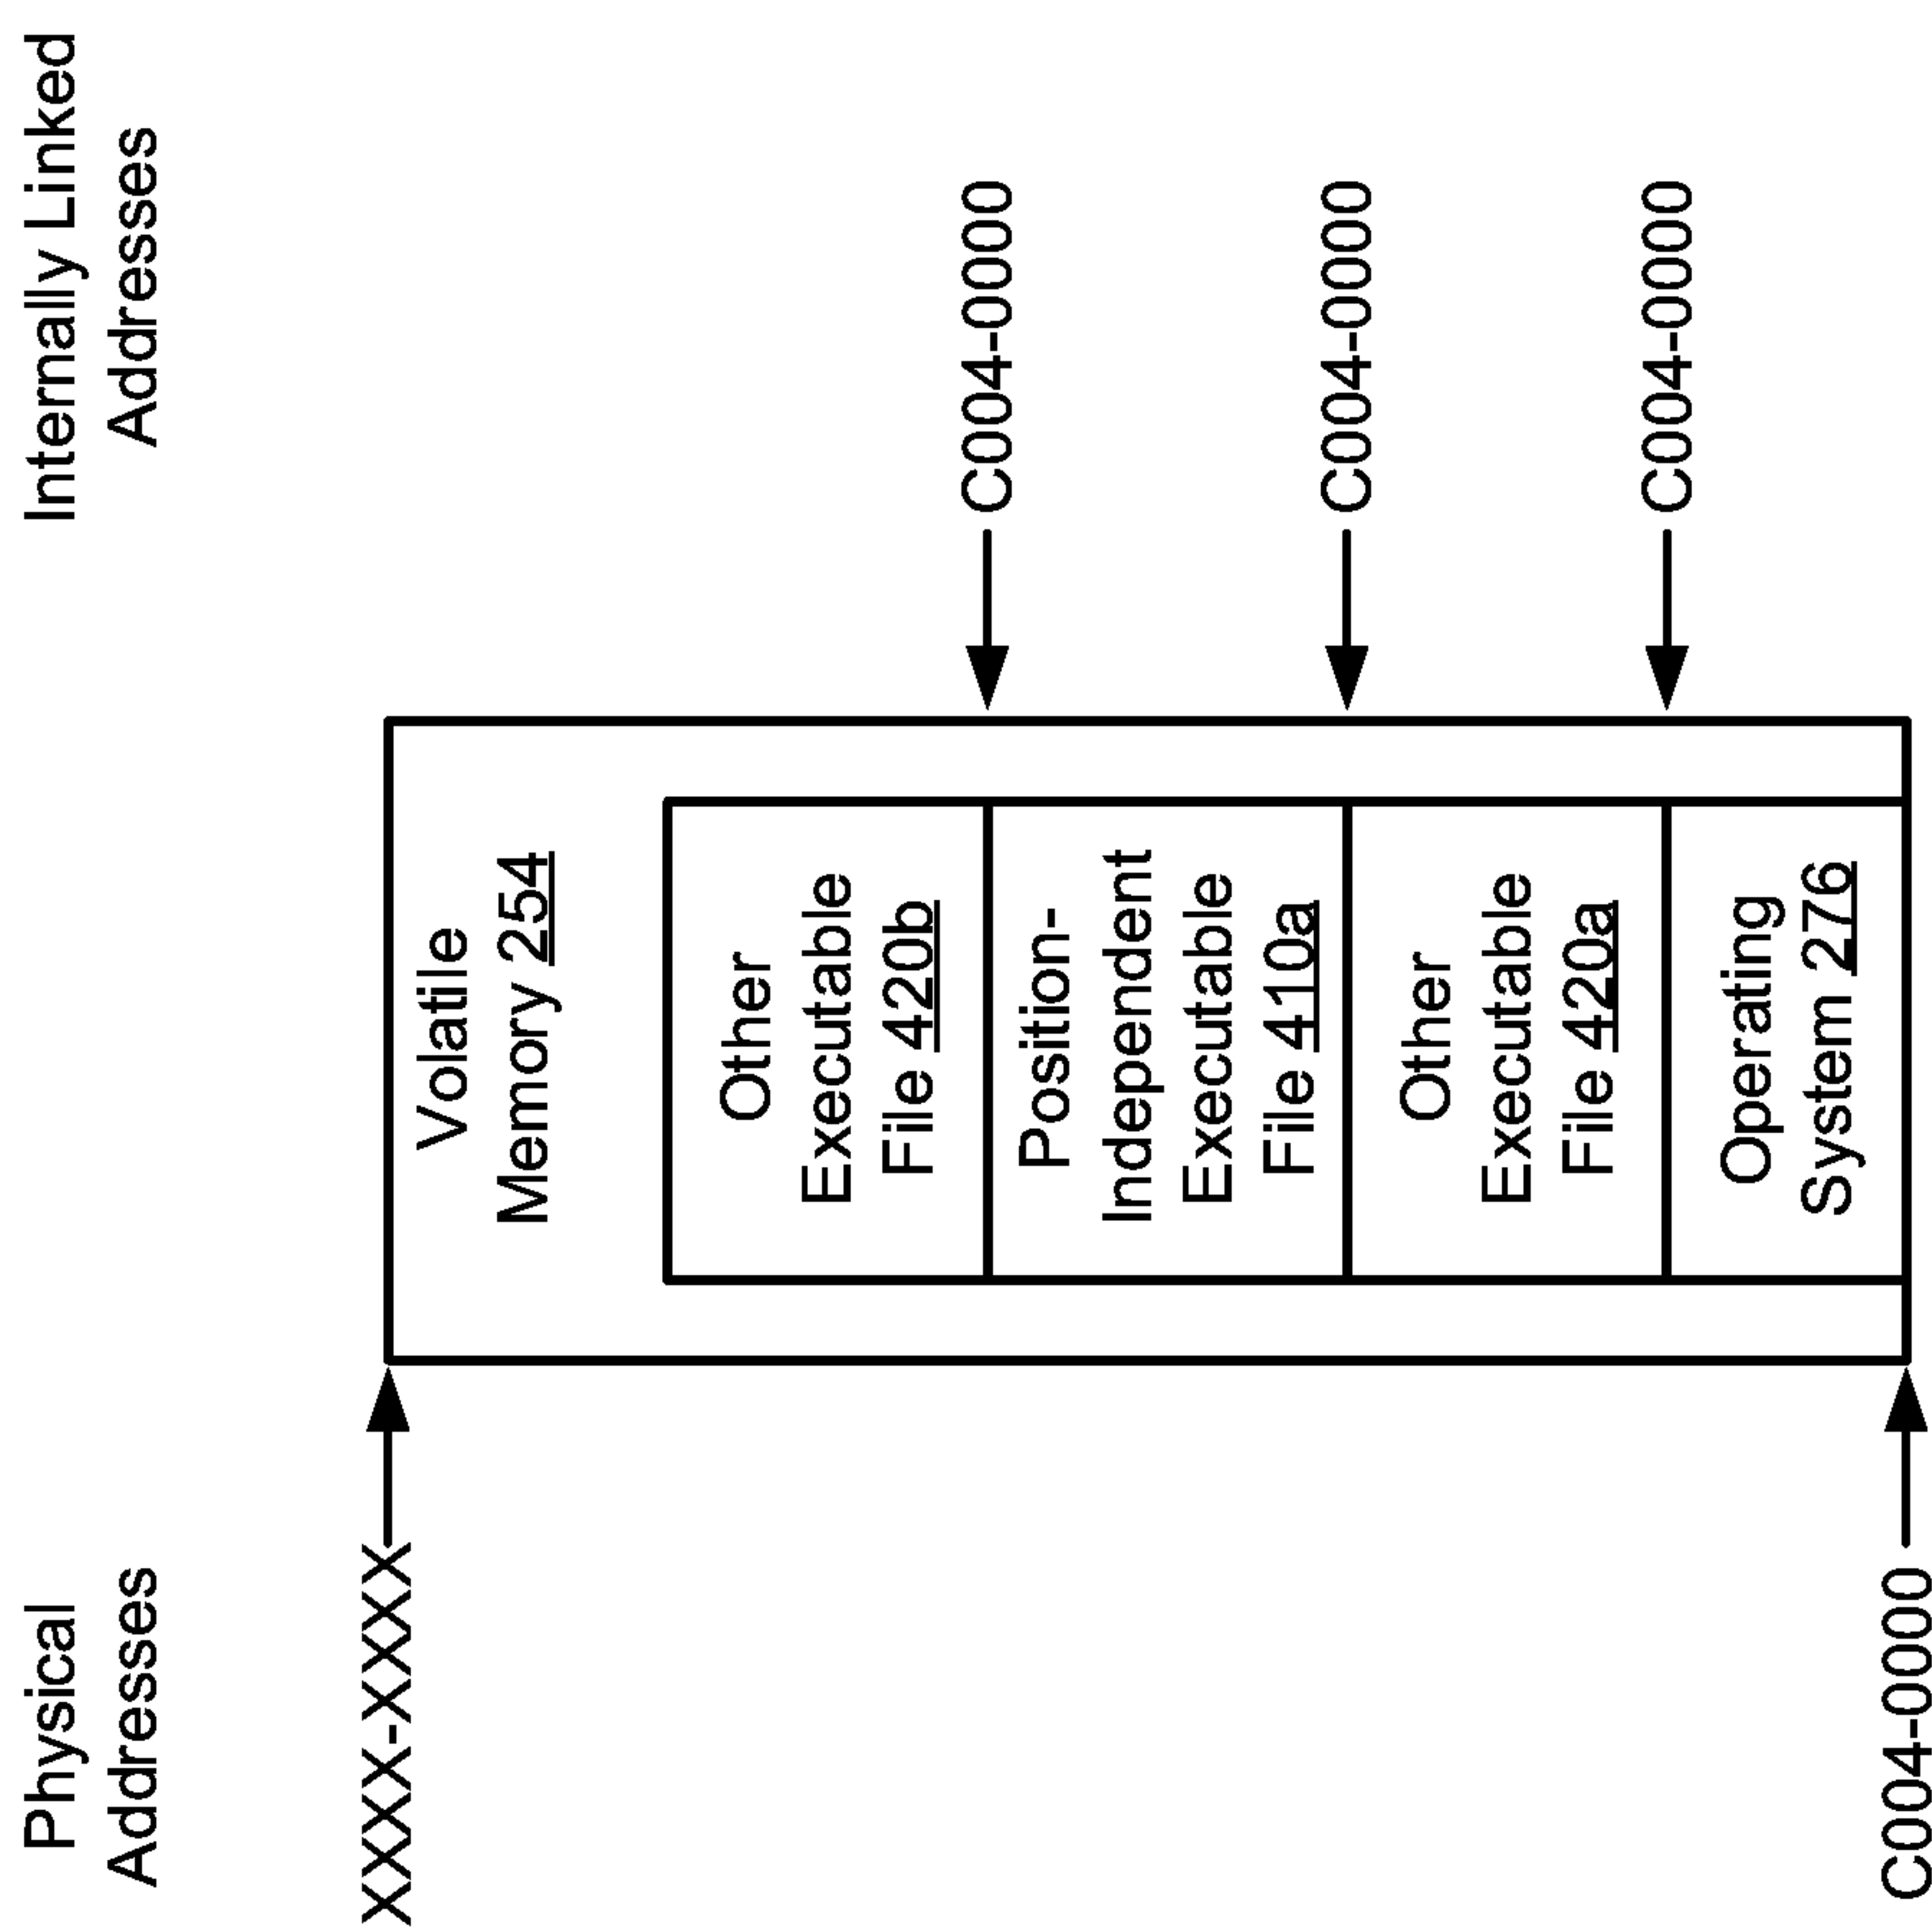 Physical
Addresses
Internally Linked
Addresses
XXXX-XXXX
Volatile
Memory 254
Other
Executable
File 420b
C004-0000
Position-
Independent
Executable
File 410a
C004-0000
Other
Executable
File 420a
C004-0000
Operating
System 276
C004-0000